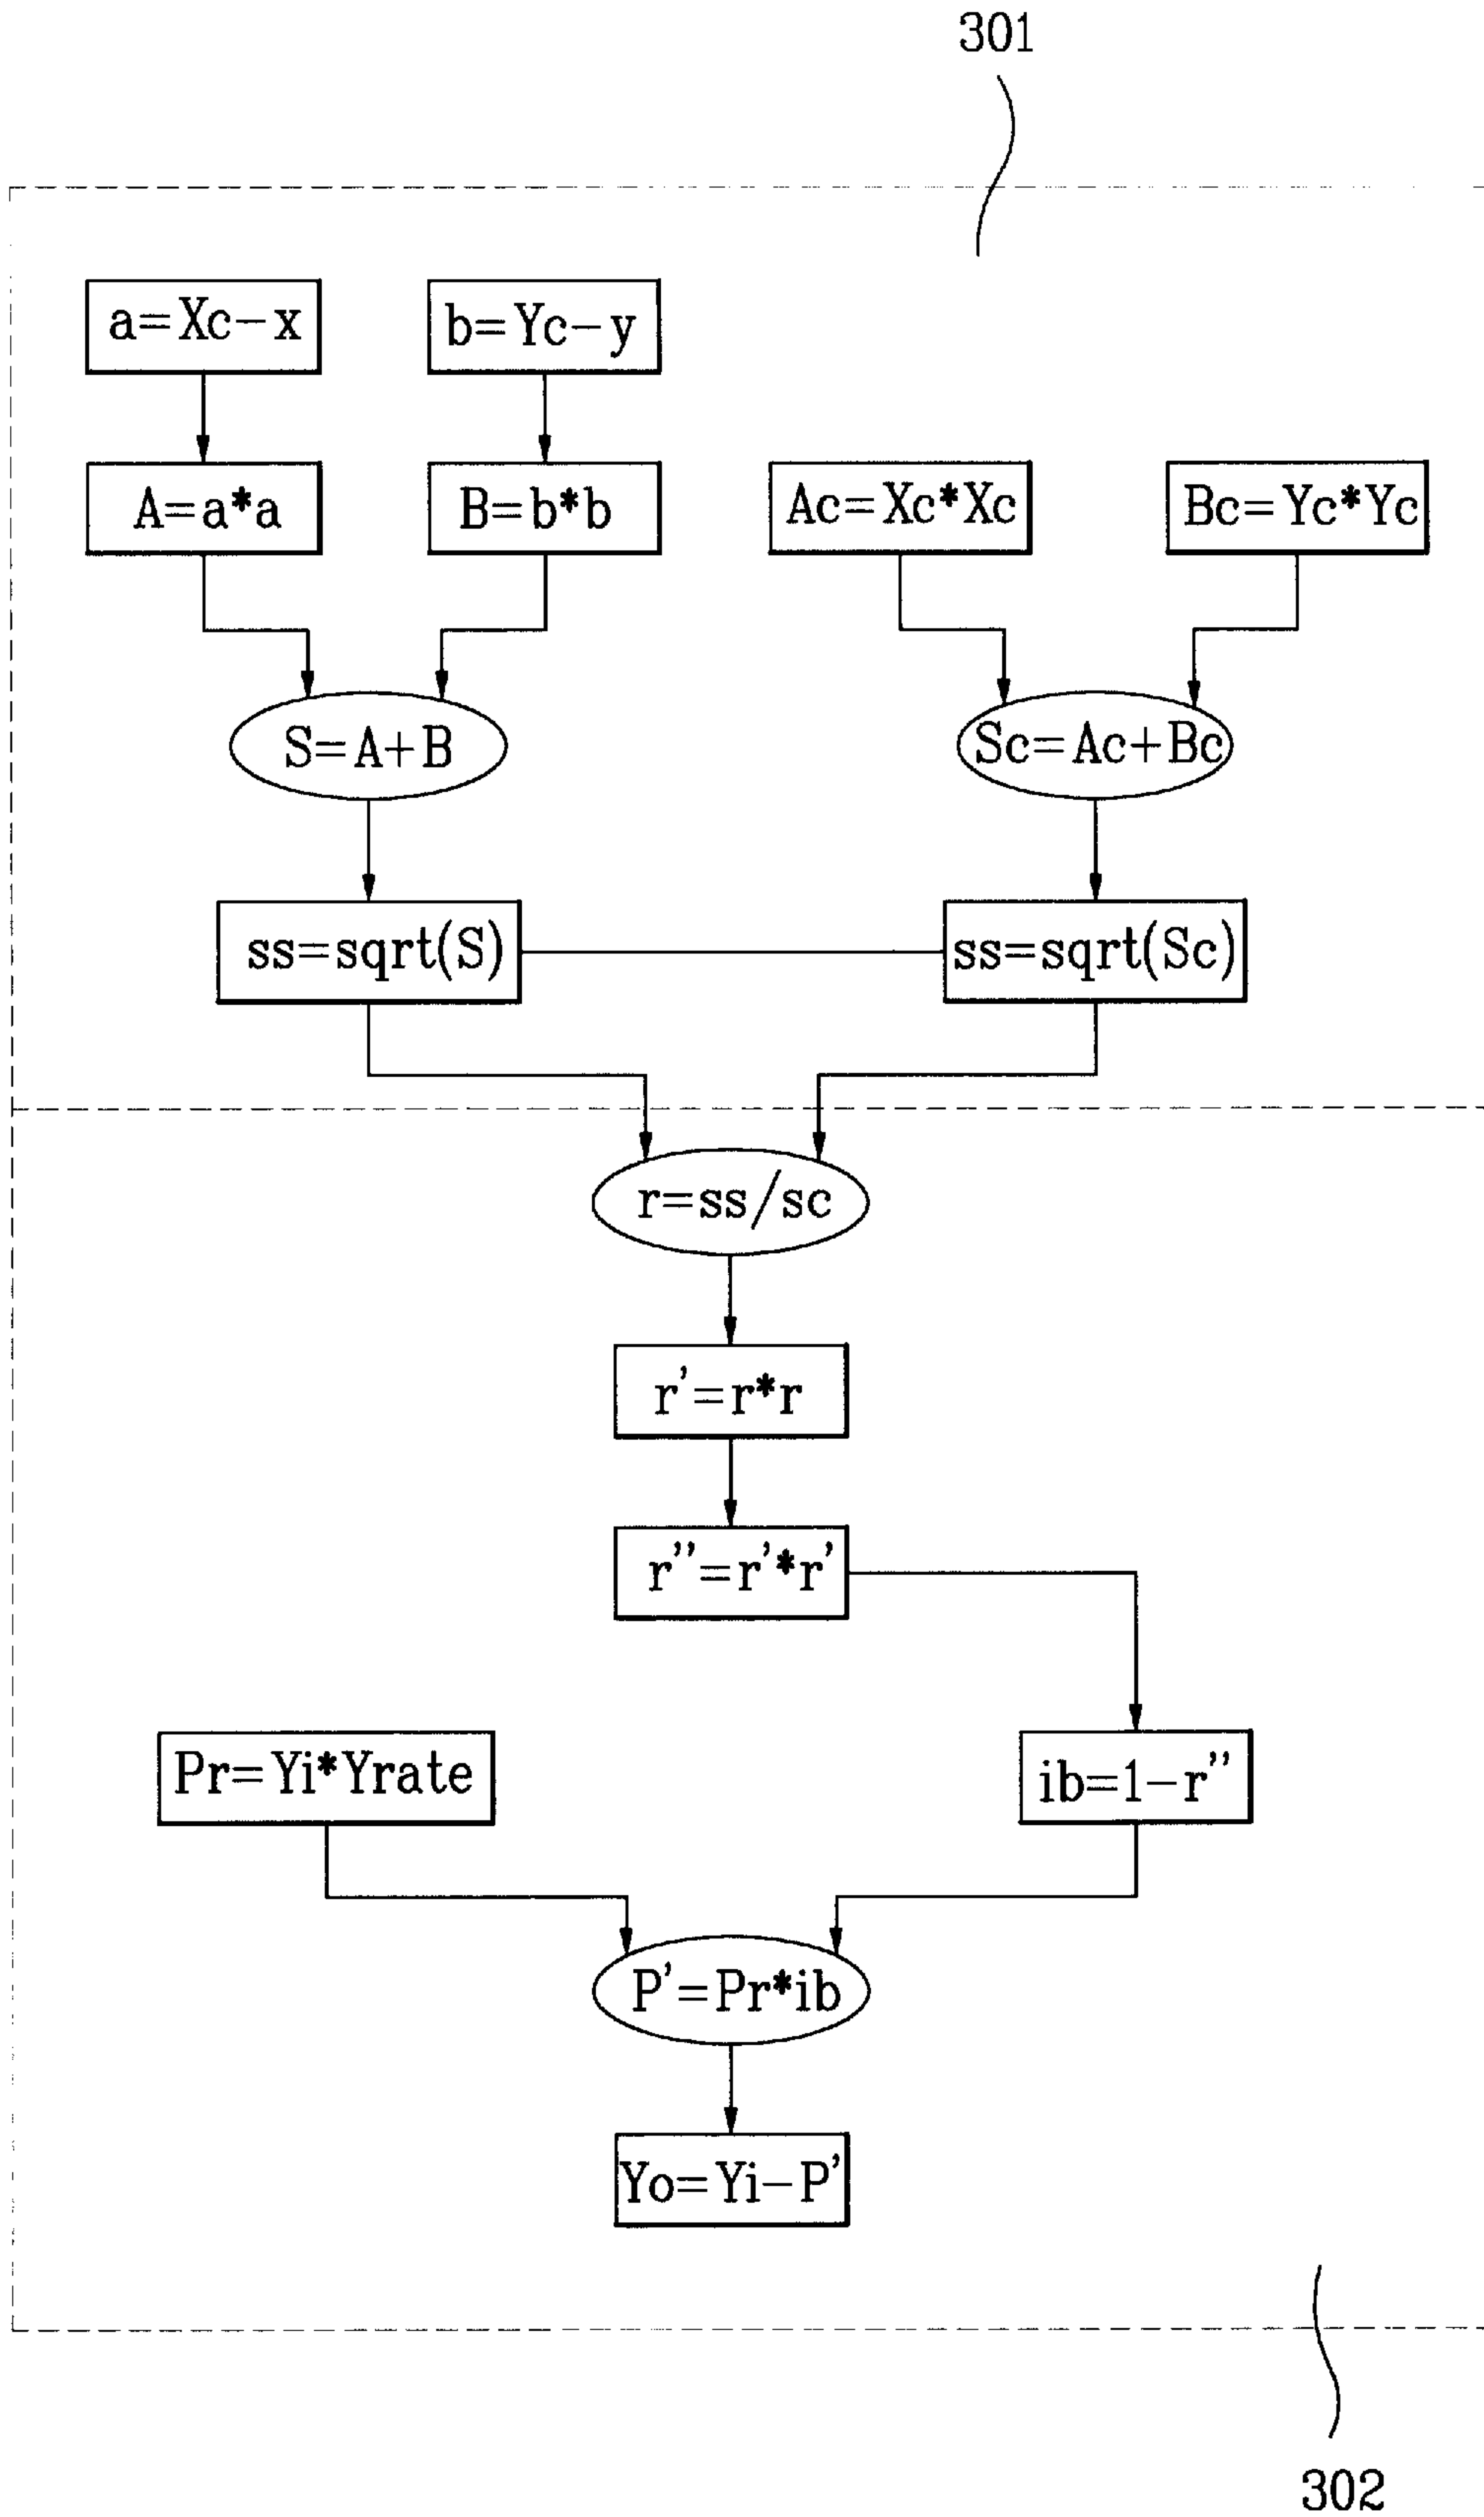 301
a=Xc-x
b=Yc-y
A=a*a
B=b*b
Ac=Xc*Xc
Bc=Yc*Yc
S=A+B
Sc=Ac+Bc
ss=sqrt(S)
ss=sqrt(Sc)
r=ss/sc
r'=r*r
r''=r'*r'
Pr=Yi*Yrate
ib=1-r''
P'=Pr*ib
Yo=Yi-P'
302